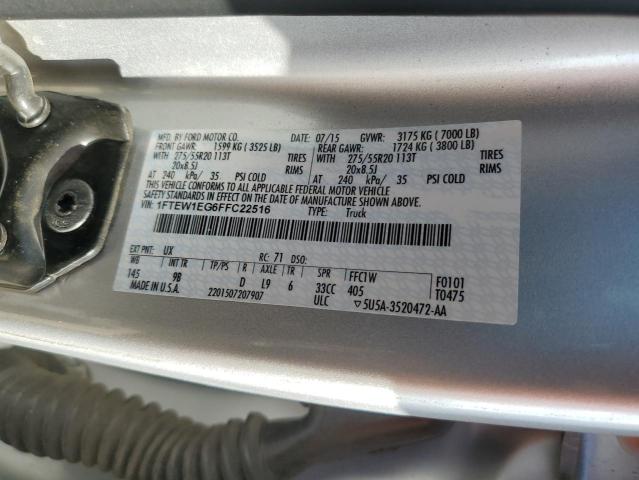 MFD. BY FORD MOTOR CO. DATE: 07/15 GVWR: 3175 KG ( 7000 LB)
FRONT GAWR: 1599 KG ( 3525 LB) REAR GAWR: 1724 KG ( 3800 LB)
WITH 275/55R20 113T TIRES WITH 275/55R20 113T TIRES
20x8.5J RIMS 20x8.5J RIMS
AT 240 kPa/ 35 PSI COLD AT 240 kPa/ 35 PSI COLD
THIS VEHICLE CONFORMS TO ALL APPLICABLE FEDERAL MOTOR VEHICLE
SAFETY STANDARDS IN EFFECT ON THE DATE OF MANUFACTURE SHOWN ABOVE.
VIN: 1FTEW1EG6FFC22516 TYPE: Truck
EXT PNT: UX RC: 71 DSO:
WB INT TP/PS R AXLE TR SPR FFC1W F0101
145 9B D L9 6 33CC 405 T0475
MADE IN U.S.A. 2201507207907 ULC 5U5A-3520472-AA